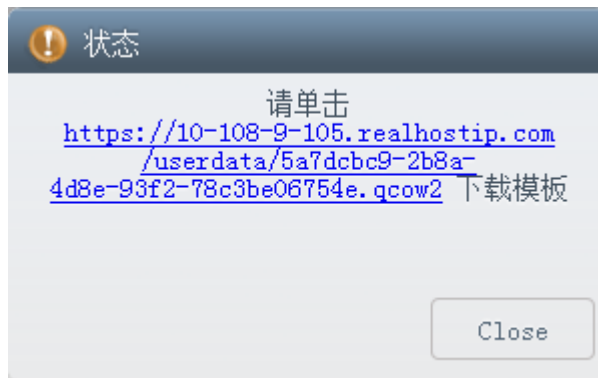 状态
请单击
https://10-108-9-105.realhostip.com
/userdata/5a7dcbc9-2b8a-
4d8e-93f2-78c3be06754e.qcow2 下载模板
Close